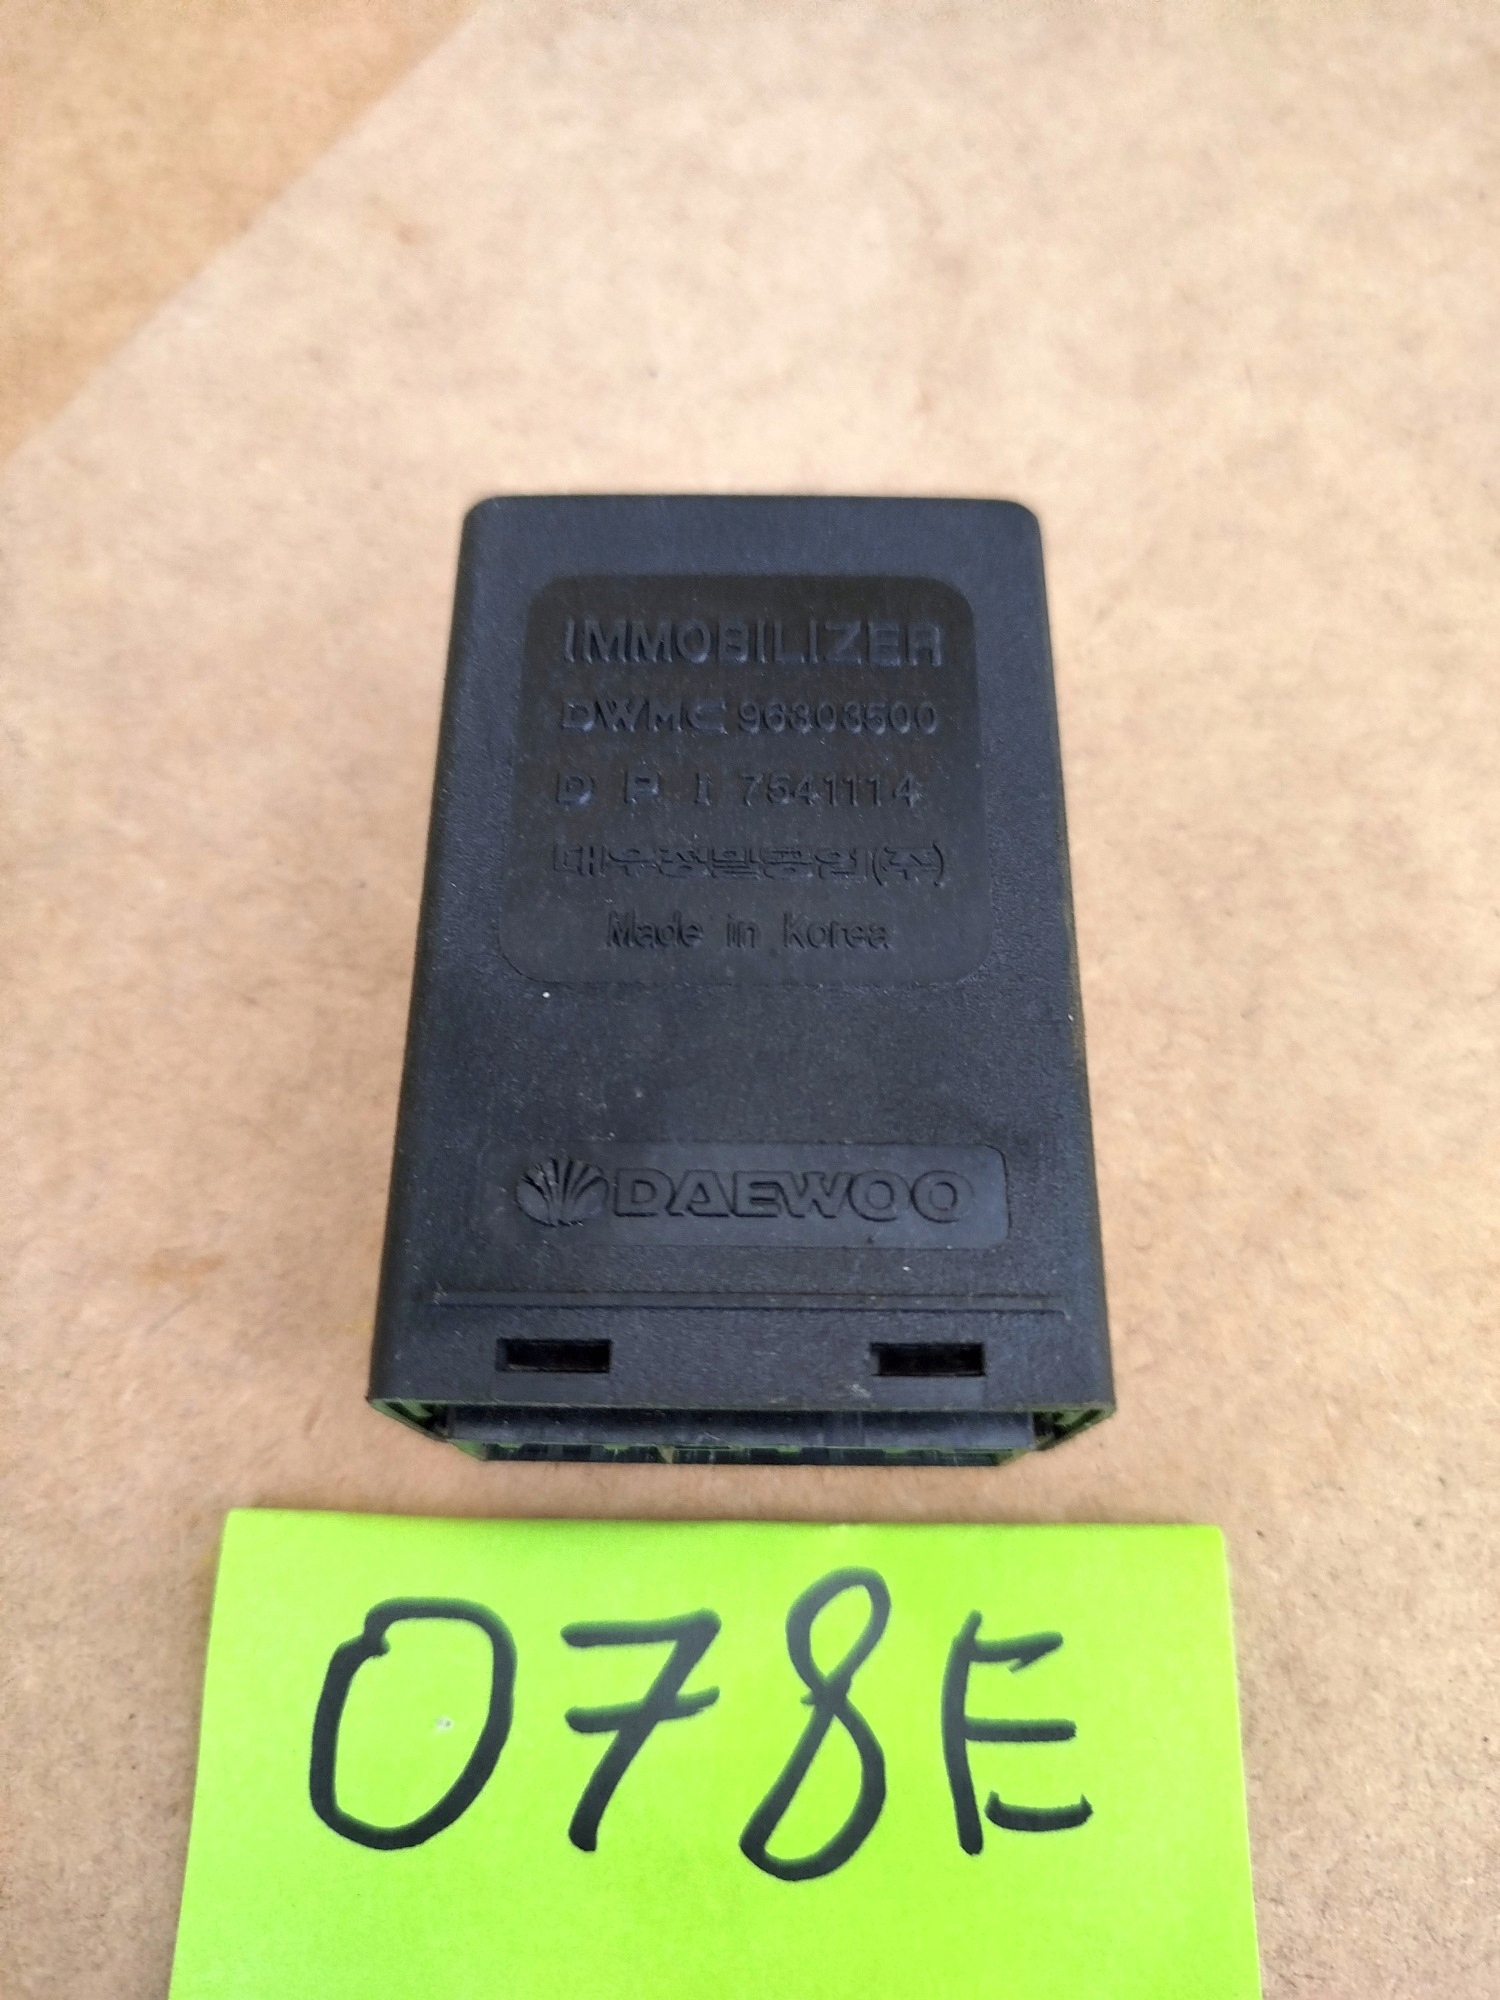 IMMOBILIZER
DWMC 96303500
D P I 7541114
대우정밀공업(주)
Made in Korea
DAEWOO
078E